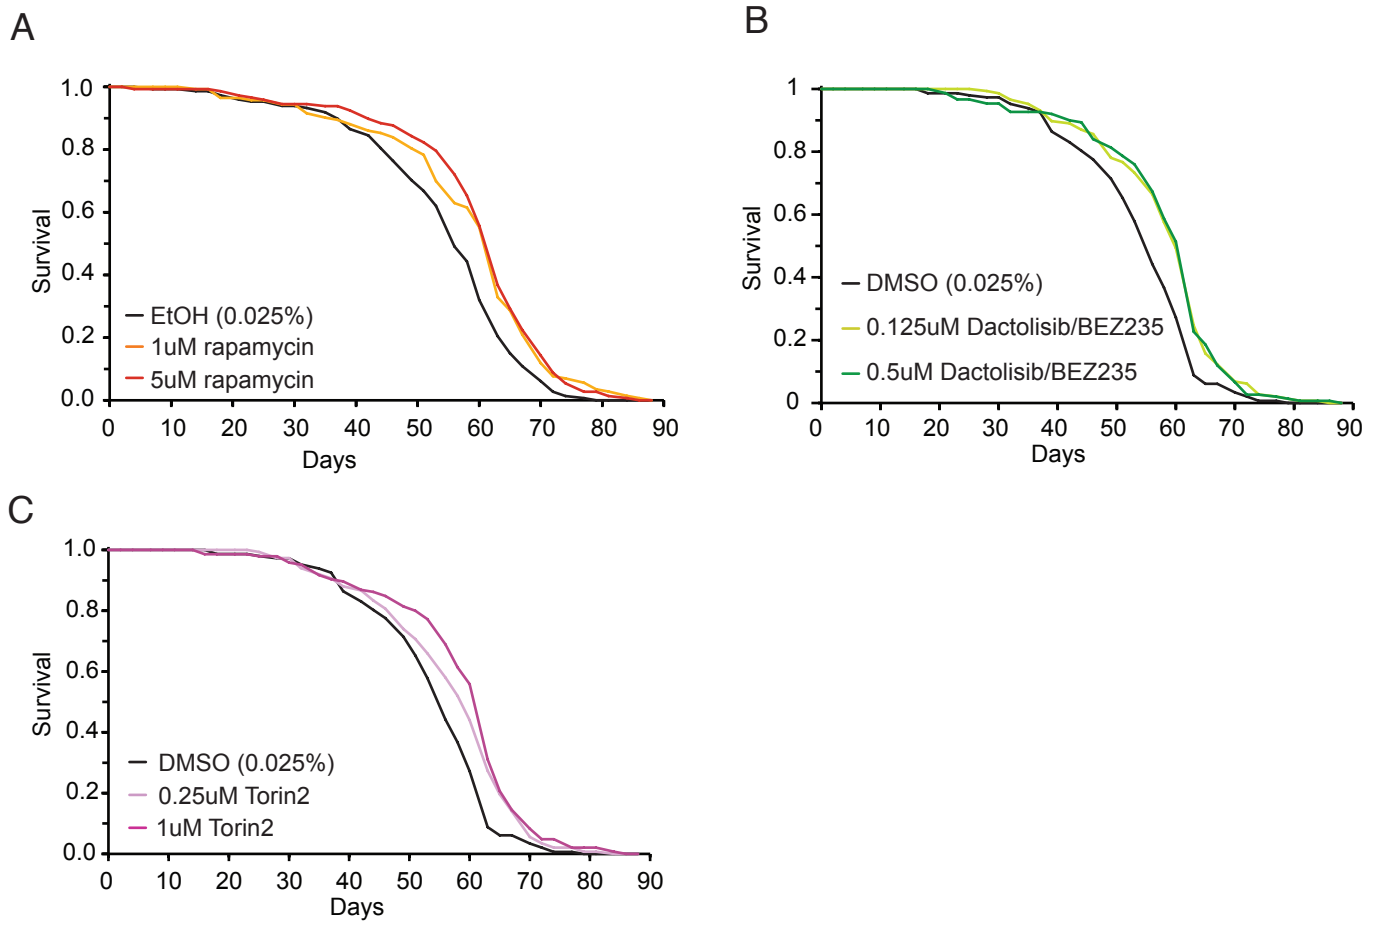 A
1.0
0.8
0.6
0.4
0.2
0.0
Survival
EtOH (0.025%)
1uM rapamycin
5uM rapamycin
0 10 20 30 40 50 60 70 80 90
Days
B
1
0.8
0.6
0.4
0.2
0
Survival
DMSO (0.025%)
0.125uM Dactolisib/BEZ235
0.5uM Dactolisib/BEZ235
0 10 20 30 40 50 60 70 80 90
Days
C
1.0
0.8
0.6
0.4
0.2
0.0
Survival
DMSO (0.025%)
0.25uM Torin2
1uM Torin2
0 10 20 30 40 50 60 70 80 90
Days